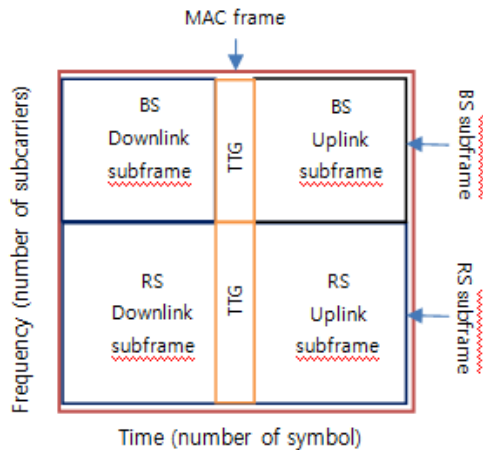 MAC frame
Frequency (number of subcarriers)
BS
Downlink
subframe
TTG
BS
Uplink
subframe
BS subframe
RS
Downlink
subframe
TTG
RS
Uplink
subframe
RS subframe
Time (number of symbol)